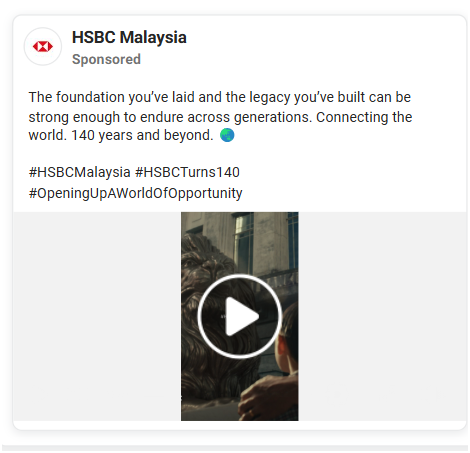 HSBC Malaysia
Sponsored
The foundation you’ve laid and the legacy you’ve built can be
strong enough to endure across generations. Connecting the
world. 140 years and beyond. 🌏
#HSBCMalaysia #HSBCTurns140
#OpeningUpAWorldOfOpportunity